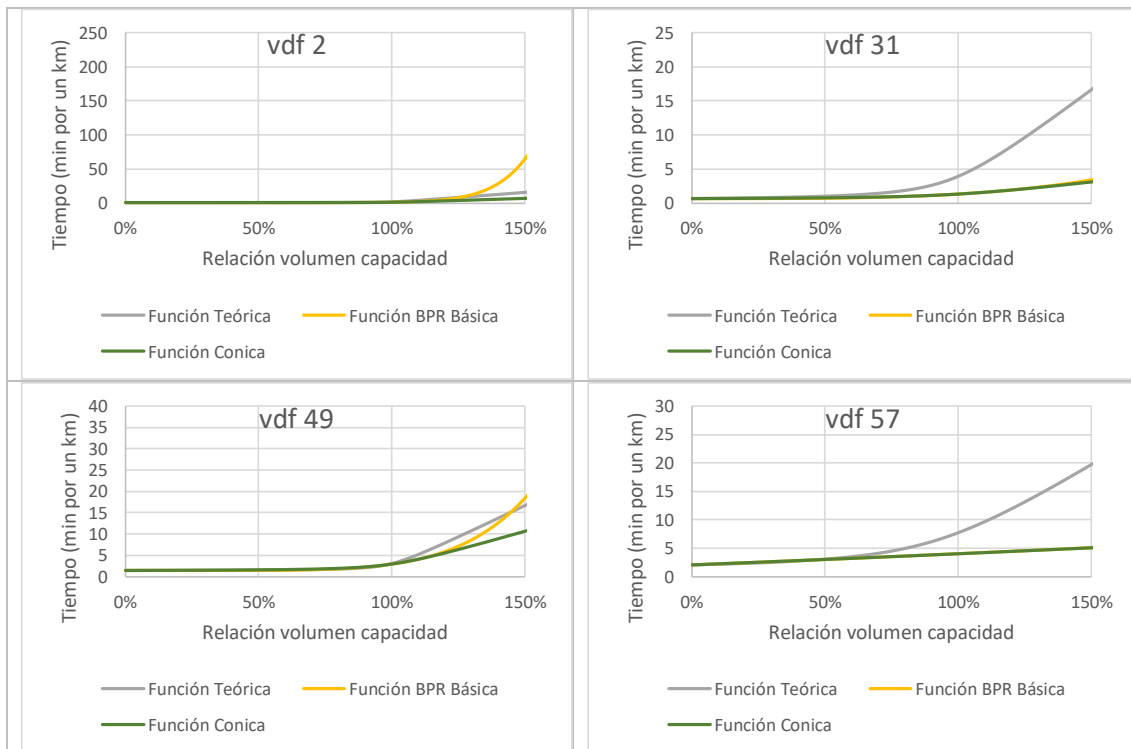 vdf 2
Tiempo (min por un km)
250
200
150
100
50
0
0% 50% 100% 150%
Relación volumen capacidad
Función Teórica Función BPR Básica
Función Conica
vdf 31
Tiempo (min por un km)
25
20
15
10
5
0
0% 50% 100% 150%
Relación volumen capacidad
Función Teórica Función BPR Básica
Función Conica
vdf 49
Tiempo (min por un km)
40
35
30
25
20
15
10
5
0
0% 50% 100% 150%
Relación volumen capacidad
Función Teórica Función BPR Básica
Función Conica
vdf 57
Tiempo (min por un km)
30
25
20
15
10
5
0
0% 50% 100% 150%
Relación volumen capacidad
Función Teórica Función BPR Básica
Función Conica